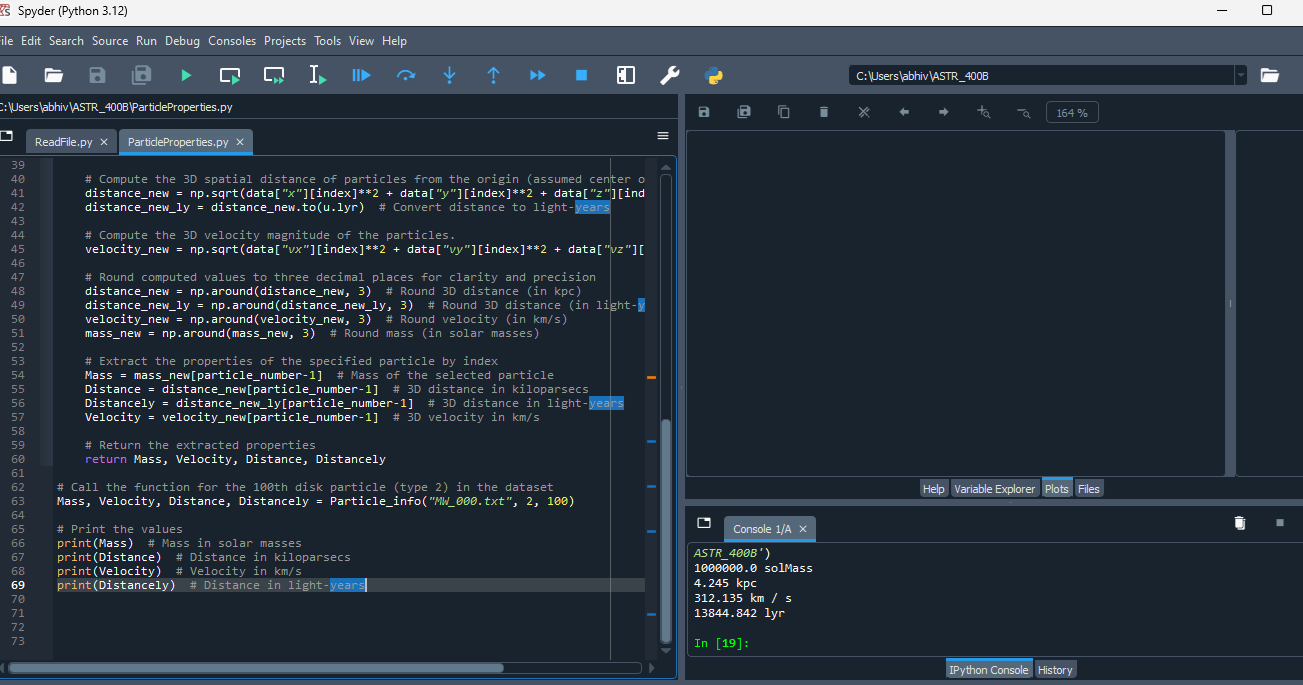 Spyder (Python 3.12)
ile Edit Search Source Run Debug Consoles Projects Tools View Help
C:\Users\abhiv\ASTR_400B
C:\Users\abhiv\ASTR_400B\ParticleProperties.py
164 %
ReadFile.py
ParticleProperties.py
39
40 # Compute the 3D spatial distance of particles from the origin (assumed center o
41 distance_new = np.sqrt(data["x"][index]**2 + data["y"][index]**2 + data["z"][ind
42 distance_new_ly = distance_new.to(u.lyr)  # Convert distance to light-years
43
44 # Compute the 3D velocity magnitude of the particles.
45 velocity_new = np.sqrt(data["vx"][index]**2 + data["vy"][index]**2 + data["vz"][
46
47 # Round computed values to three decimal places for clarity and precision
48 distance_new = np.around(distance_new, 3)  # Round 3D distance (in kpc)
49 distance_new_ly = np.around(distance_new_ly, 3)  # Round 3D distance (in light-y
50 velocity_new = np.around(velocity_new, 3)  # Round velocity (in km/s)
51 mass_new = np.around(mass_new, 3)  # Round mass (in solar masses)
52
53 # Extract the properties of the specified particle by index
54 Mass = mass_new[particle_number-1]  # Mass of the selected particle
55 Distance = distance_new[particle_number-1]  # 3D distance in kiloparsecs
56 Distancely = distance_new_ly[particle_number-1]  # 3D distance in light-years
57 Velocity = velocity_new[particle_number-1]  # 3D velocity in km/s
58
59 # Return the extracted properties
60 return Mass, Velocity, Distance, Distancely
61
62 # Call the function for the 100th disk particle (type 2) in the dataset
63 Mass, Velocity, Distance, Distancely = Particle_info("MW_000.txt", 2, 100)
64
65 # Print the values
66 print(Mass)  # Mass in solar masses
67 print(Distance)  # Distance in kiloparsecs
68 print(Velocity)  # Velocity in km/s
69 print(Distancely)  # Distance in light-years
70
71
72
73
Help Variable Explorer Plots Files
Console 1/A
ASTR_400B')
1000000.0 solMass
4.245 kpc
312.135 km / s
13844.842 lyr
In [19]:
IPython Console History